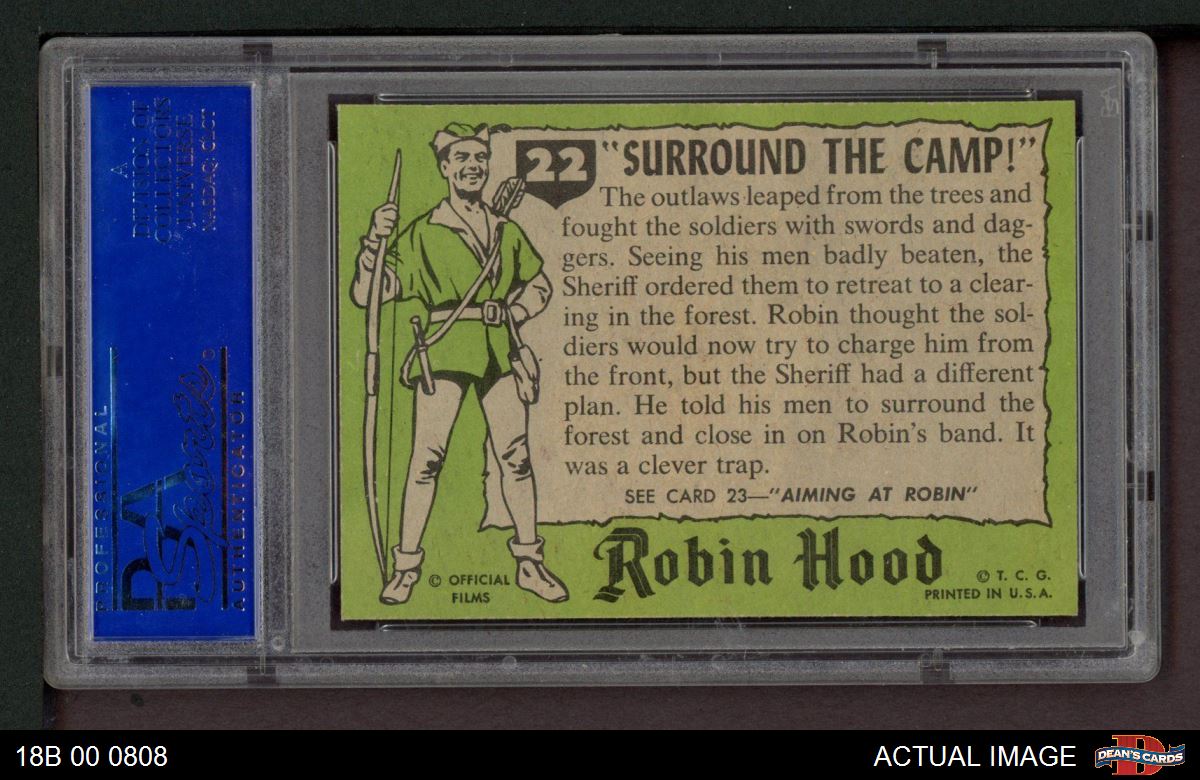 A
DIVISION OF
COLLECTORS
UNIVERSE
NASDAQ: CLCT
PROFESSIONAL
PSA
Sports
AUTHENTICATOR
22 "SURROUND THE CAMP!"
The outlaws leaped from the trees and
fought the soldiers with swords and dag-
gers. Seeing his men badly beaten, the
Sheriff ordered them to retreat to a clear-
ing in the forest. Robin thought the sol-
diers would now try to charge him from
the front, but the Sheriff had a different
plan. He told his men to surround the
forest and close in on Robin's band. It
was a clever trap.
SEE CARD 23—"AIMING AT ROBIN"
Robin Hood
© OFFICIAL
FILMS
© T. C. G.
PRINTED IN U.S.A.
18B 00 0808
ACTUAL IMAGE
DEAN'S CARDS